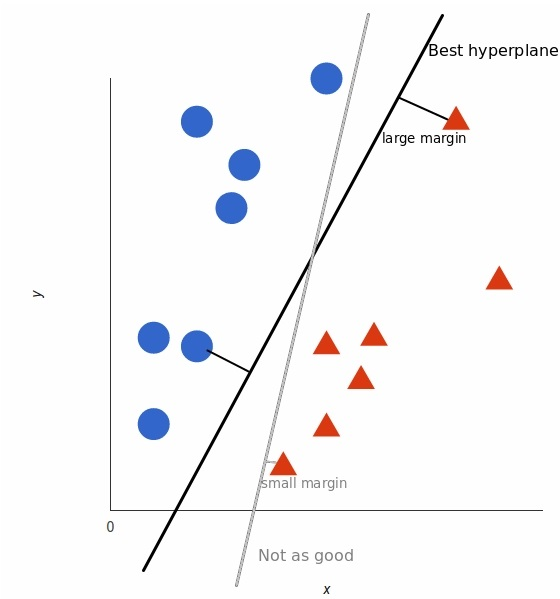 Best hyperplane
large margin
y
small margin
0
Not as good
x